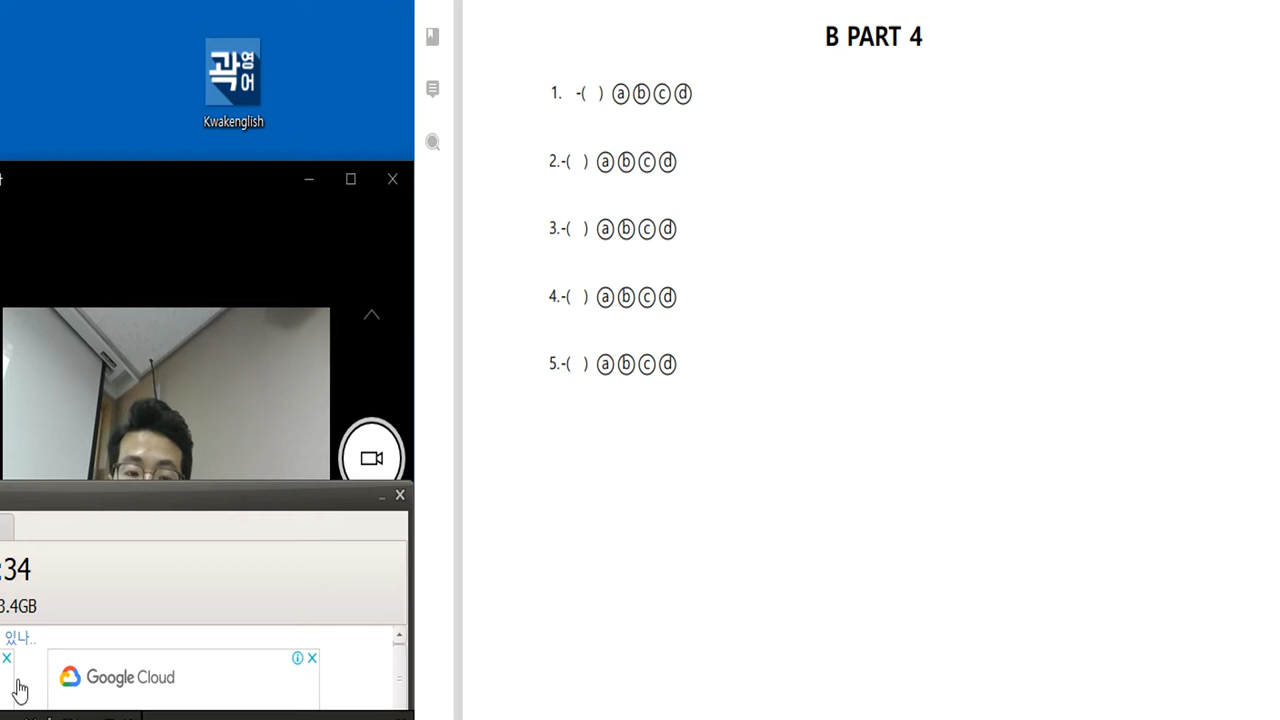 곽영어
Kwakenglish
:34
3.4GB
있나..
Google Cloud
B PART 4
1. -( ) ⓐⓑⓒⓓ
2.-( ) ⓐⓑⓒⓓ
3.-( ) ⓐⓑⓒⓓ
4.-( ) ⓐⓑⓒⓓ
5.-( ) ⓐⓑⓒⓓ